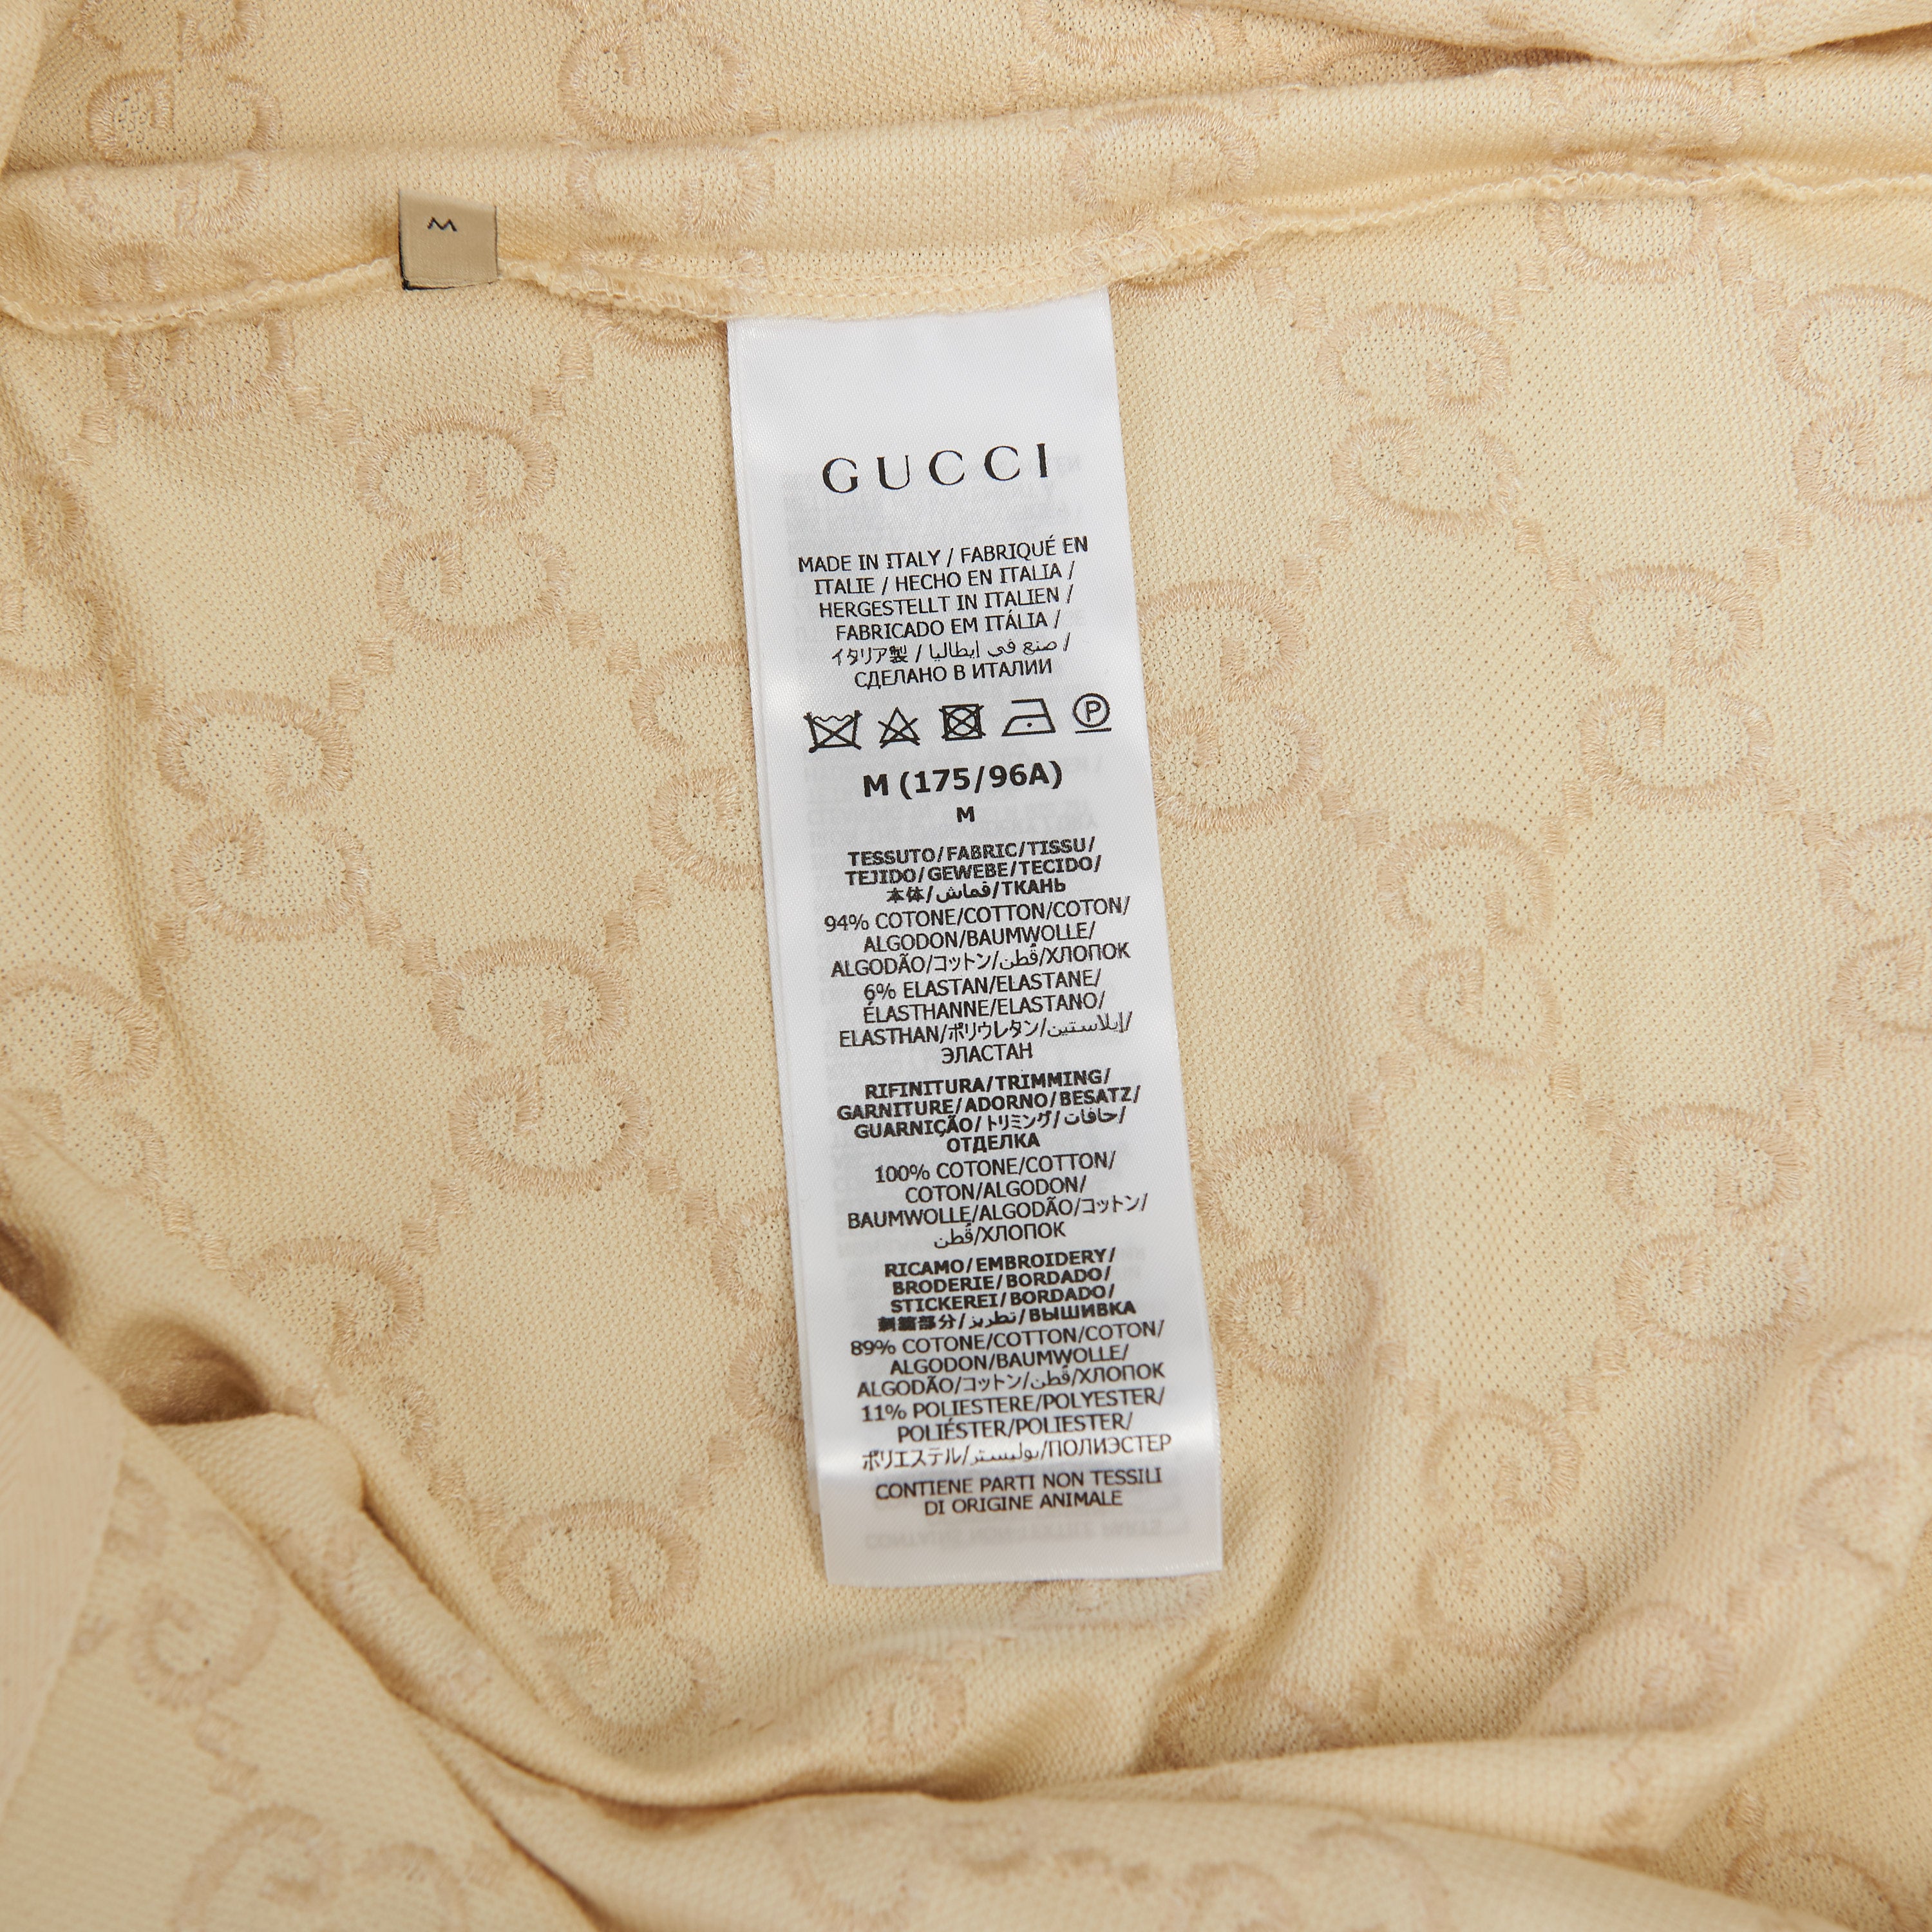 M
GUCCI
MADE IN ITALY / FABRIQUÉ EN
ITALIE / HECHO EN ITALIA /
HERGESTELLT IN ITALIEN /
FABRICADO EM ITÁLIA /
イタリア製 / صنع في ايطاليا /
СДЕЛАНО В ИТАЛИИ
P
M (175/96A)
M
TESSUTO/FABRIC/TISSU/
TEJIDO/GEWEBE/TECIDO/
本体/قماش/ТКАНЬ
94% COTONE/COTTON/COTON/
ALGODON/BAUMWOLLE/
ALGODÃO/コットン/قطن/ХЛОПОК
6% ELASTAN/ELASTANE/
ÉLASTHANNE/ELASTANO/
ELASTHAN/ポリウレタン/إيلاستين/
ЭЛАСТАН
RIFINITURA/TRIMMING/
GARNITURE/ADORNO/BESATZ/
GUARNIÇÃO/トリミング/حافات/
ОТДЕЛКА
100% COTONE/COTTON/
COTON/ALGODON/
BAUMWOLLE/ALGODÃO/コットン/
قطن/ХЛОПОК
RICAMO/EMBROIDERY/
BRODERIE/BORDADO/
STICKEREI/BORDADO/
刺繍部分/تطريز/ВЫШИВКА
89% COTONE/COTTON/COTON/
ALGODON/BAUMWOLLE/
ALGODÃO/コットン/قطن/ХЛОПОК
11% POLIESTERE/POLYESTER/
POLIÉSTER/POLIESTER/
ポリエステル/بوليستر/ПОЛИЭСТЕР
CONTIENE PARTI NON TESSILI
DI ORIGINE ANIMALE